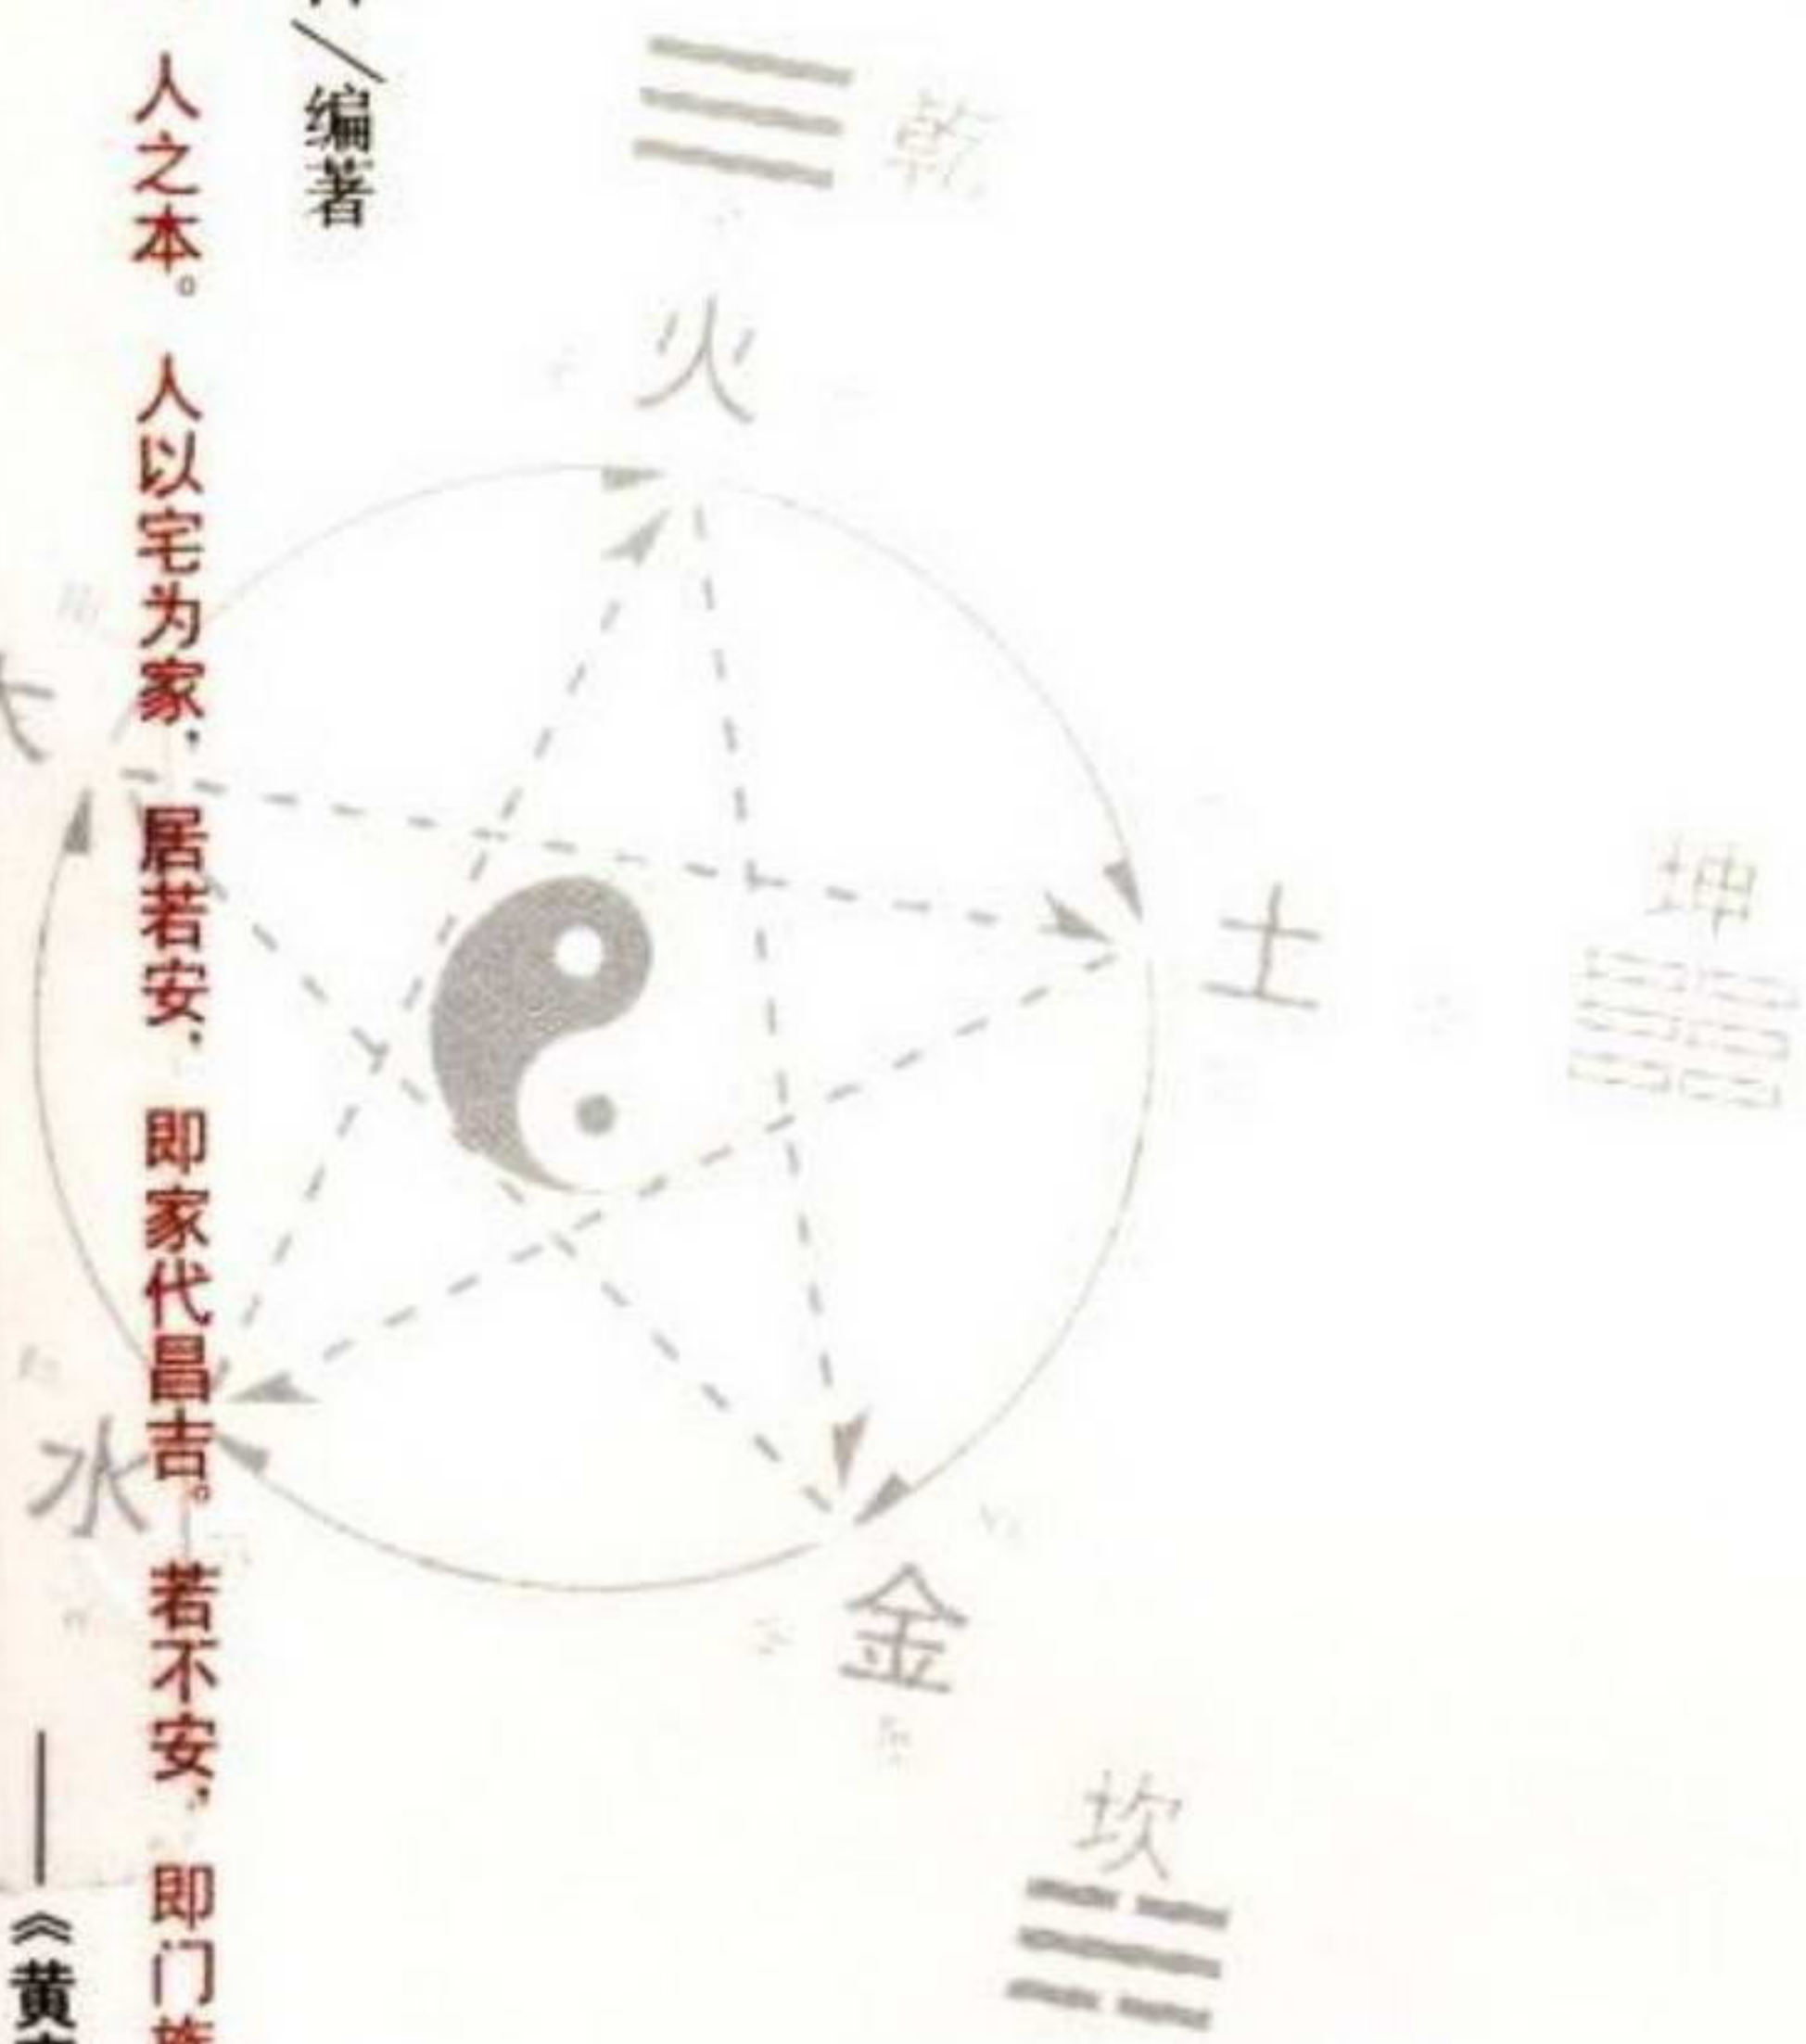 编著
人之本。人以宅为家，居若安，即家代昌吉。若不安，即门族
——《黄
乾
火
土
坤
水
金
坎